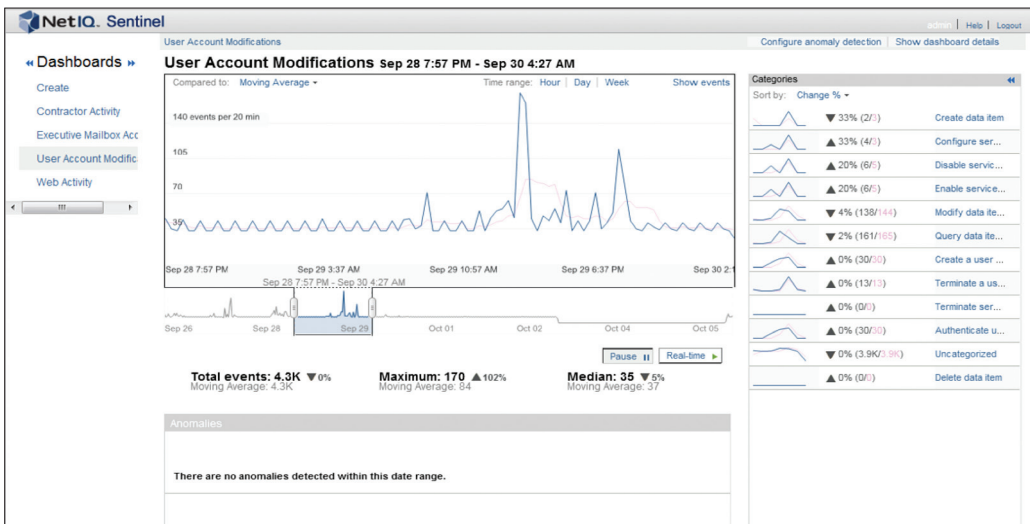 NetIQ. Sentinel
admin | Help | Logout
User Account Modifications
Configure anomaly detection | Show dashboard details
« Dashboards »
Create
Contractor Activity
Executive Mailbox Acc
User Account Modific
Web Activity
User Account Modifications Sep 28 7:57 PM - Sep 30 4:27 AM
Compared to: Moving Average
Time range: Hour | Day | Week
Show events
140 events per 20 min
105
70
35
Sep 28 7:57 PM
Sep 29 3:37 AM
Sep 29 10:57 AM
Sep 29 6:37 PM
Sep 30 2:1
Sep 28 7:57 PM - Sep 30 4:27 AM
Sep 26
Sep 28
Sep 29
Oct 01
Oct 02
Oct 04
Oct 05
Pause
Real-time
Total events: 4.3K ▼0%
Moving Average: 4.3K
Maximum: 170 ▲102%
Moving Average: 84
Median: 35 ▼5%
Moving Average: 37
Anomalies
There are no anomalies detected within this date range.
Categories
Sort by: Change %
▼ 33% (2/3) Create data item
▲ 33% (4/3) Configure ser...
▲ 20% (6/5) Disable servic...
▲ 20% (6/5) Enable service...
▼ 4% (138/144) Modify data ite...
▼ 2% (161/165) Query data ite...
▲ 0% (30/30) Create a user ...
▲ 0% (13/13) Terminate a us...
▲ 0% (0/0) Terminate ser...
▲ 0% (30/30) Authenticate u...
▼ 0% (3.9K/3.9K) Uncategorized
▲ 0% (0/0) Delete data item